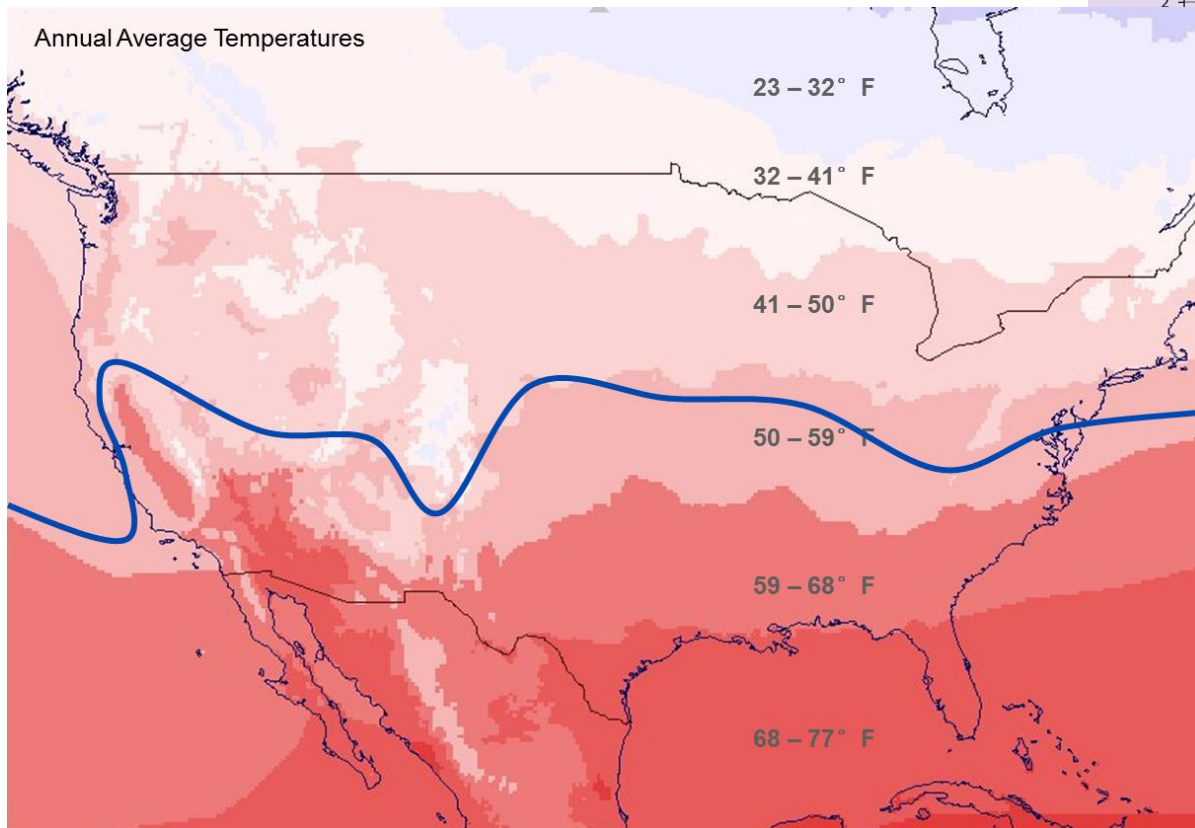 Annual Average Temperatures
23 – 32° F
32 – 41° F
41 – 50° F
50 – 59° F
59 – 68° F
68 – 77° F